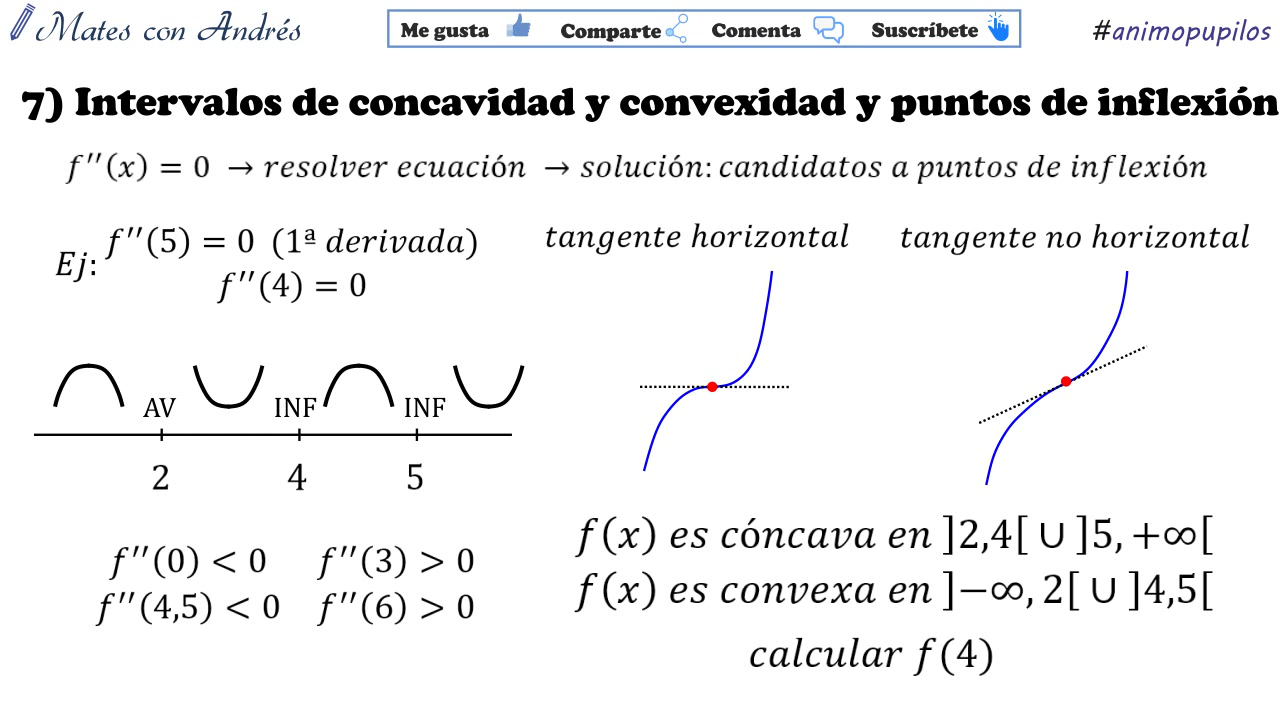 Mates con Andrés
Me gusta Comparte Comenta Suscríbete
#animopupilos
7) Intervalos de concavidad y convexidad y puntos de inflexión
f′′(x) = 0 → resolver ecuación → solución: candidatos a puntos de inflexión
Ej: f′′(5) = 0 (1ª derivada)
f′′(4) = 0
tangente horizontal
tangente no horizontal
AV INF INF
2 4 5
f′′(0) < 0 f′′(3) > 0
f′′(4,5) < 0 f′′(6) > 0
f(x) es cóncava en ]2,4[ ∪ ]5, +∞[
f(x) es convexa en ]−∞, 2[ ∪ ]4,5[
calcular f(4)